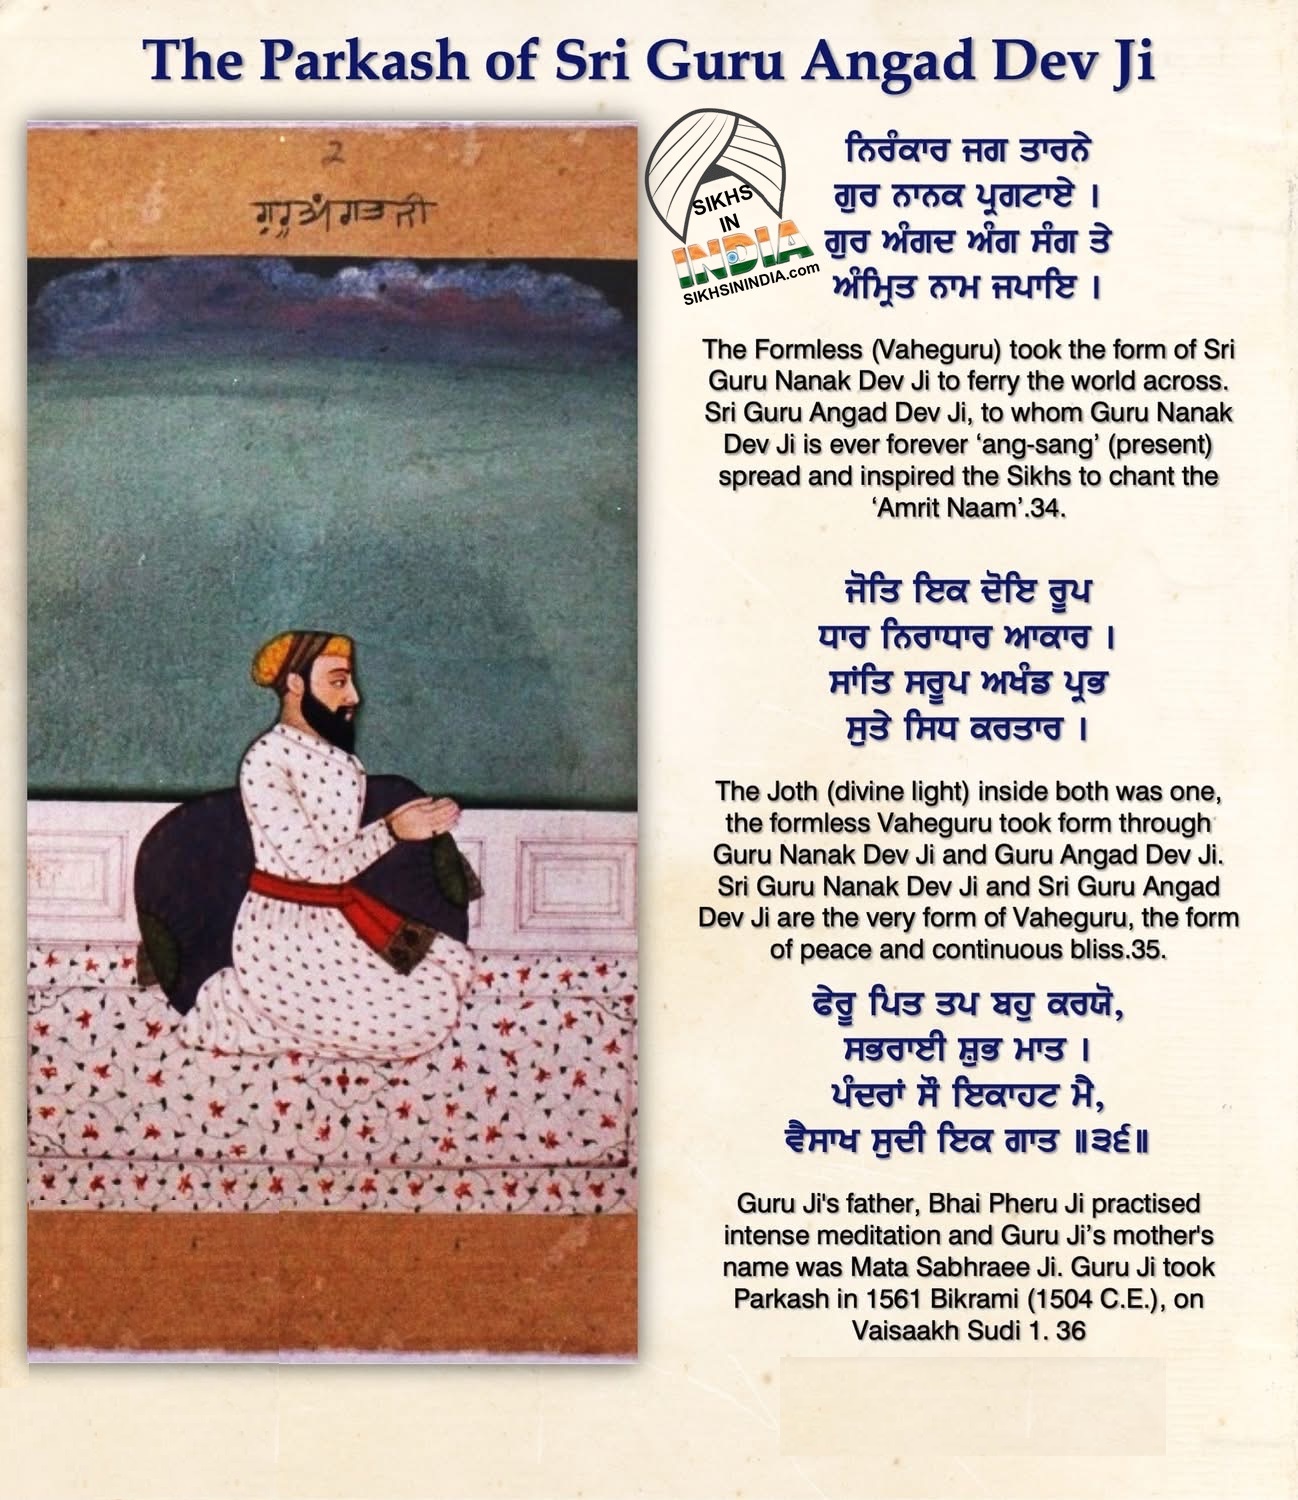 The Parkash of Sri Guru Angad Dev Ji
੨
ਗੁਰੂ ਅੰਗਤ ਜੀ
SIKHS
IN
INDIA
SIKHSININDIA.com
ਨਿਰੰਕਾਰ ਜਗ ਤਾਰਨੇ
ਗੁਰ ਨਾਨਕ ਪ੍ਰਗਟਾਏ ।
ਗੁਰ ਅੰਗਦ ਅੰਗ ਸੰਗ ਤੇ
ਅੰਮ੍ਰਿਤ ਨਾਮ ਜਪਾਇ ।
The Formless (Vaheguru) took the form of Sri
Guru Nanak Dev Ji to ferry the world across.
Sri Guru Angad Dev Ji, to whom Guru Nanak
Dev Ji is ever forever ‘ang-sang’ (present)
spread and inspired the Sikhs to chant the
‘Amrit Naam’.34.
ਜੋਤਿ ਇਕ ਦੋਇ ਰੂਪ
ਧਾਰ ਨਿਰਾਧਾਰ ਆਕਾਰ ।
ਸਾਂਤਿ ਸਰੂਪ ਅਖੰਡ ਪ੍ਰਭ
ਸੁਤੇ ਸਿਧ ਕਰਤਾਰ ।
The Joth (divine light) inside both was one,
the formless Vaheguru took form through
Guru Nanak Dev Ji and Guru Angad Dev Ji.
Sri Guru Nanak Dev Ji and Sri Guru Angad
Dev Ji are the very form of Vaheguru, the form
of peace and continuous bliss.35.
ਫੇਰੂ ਪਿਤ ਤਪ ਬਹੁ ਕਰਯੋ,
ਸਭਰਾਈ ਸ਼ੁਭ ਮਾਤ ।
ਪੰਦਰਾਂ ਸੌ ਇਕਾਹਟ ਮੈ,
ਵੈਸਾਖ ਸੁਦੀ ਇਕ ਗਾਤ ॥੩੬॥
Guru Ji's father, Bhai Pheru Ji practised
intense meditation and Guru Ji’s mother's
name was Mata Sabhraee Ji. Guru Ji took
Parkash in 1561 Bikrami (1504 C.E.), on
Vaisaakh Sudi 1. 36